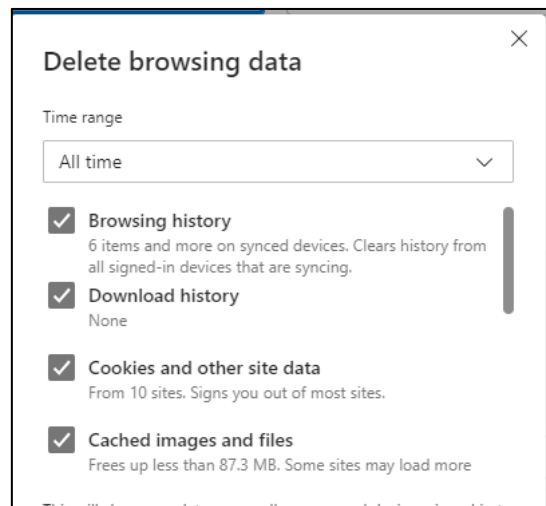 Delete browsing data
Time range
All time
Browsing history
6 items and more on synced devices. Clears history from
all signed-in devices that are syncing.
Download history
None
Cookies and other site data
From 10 sites. Signs you out of most sites.
Cached images and files
Frees up less than 87.3 MB. Some sites may load more